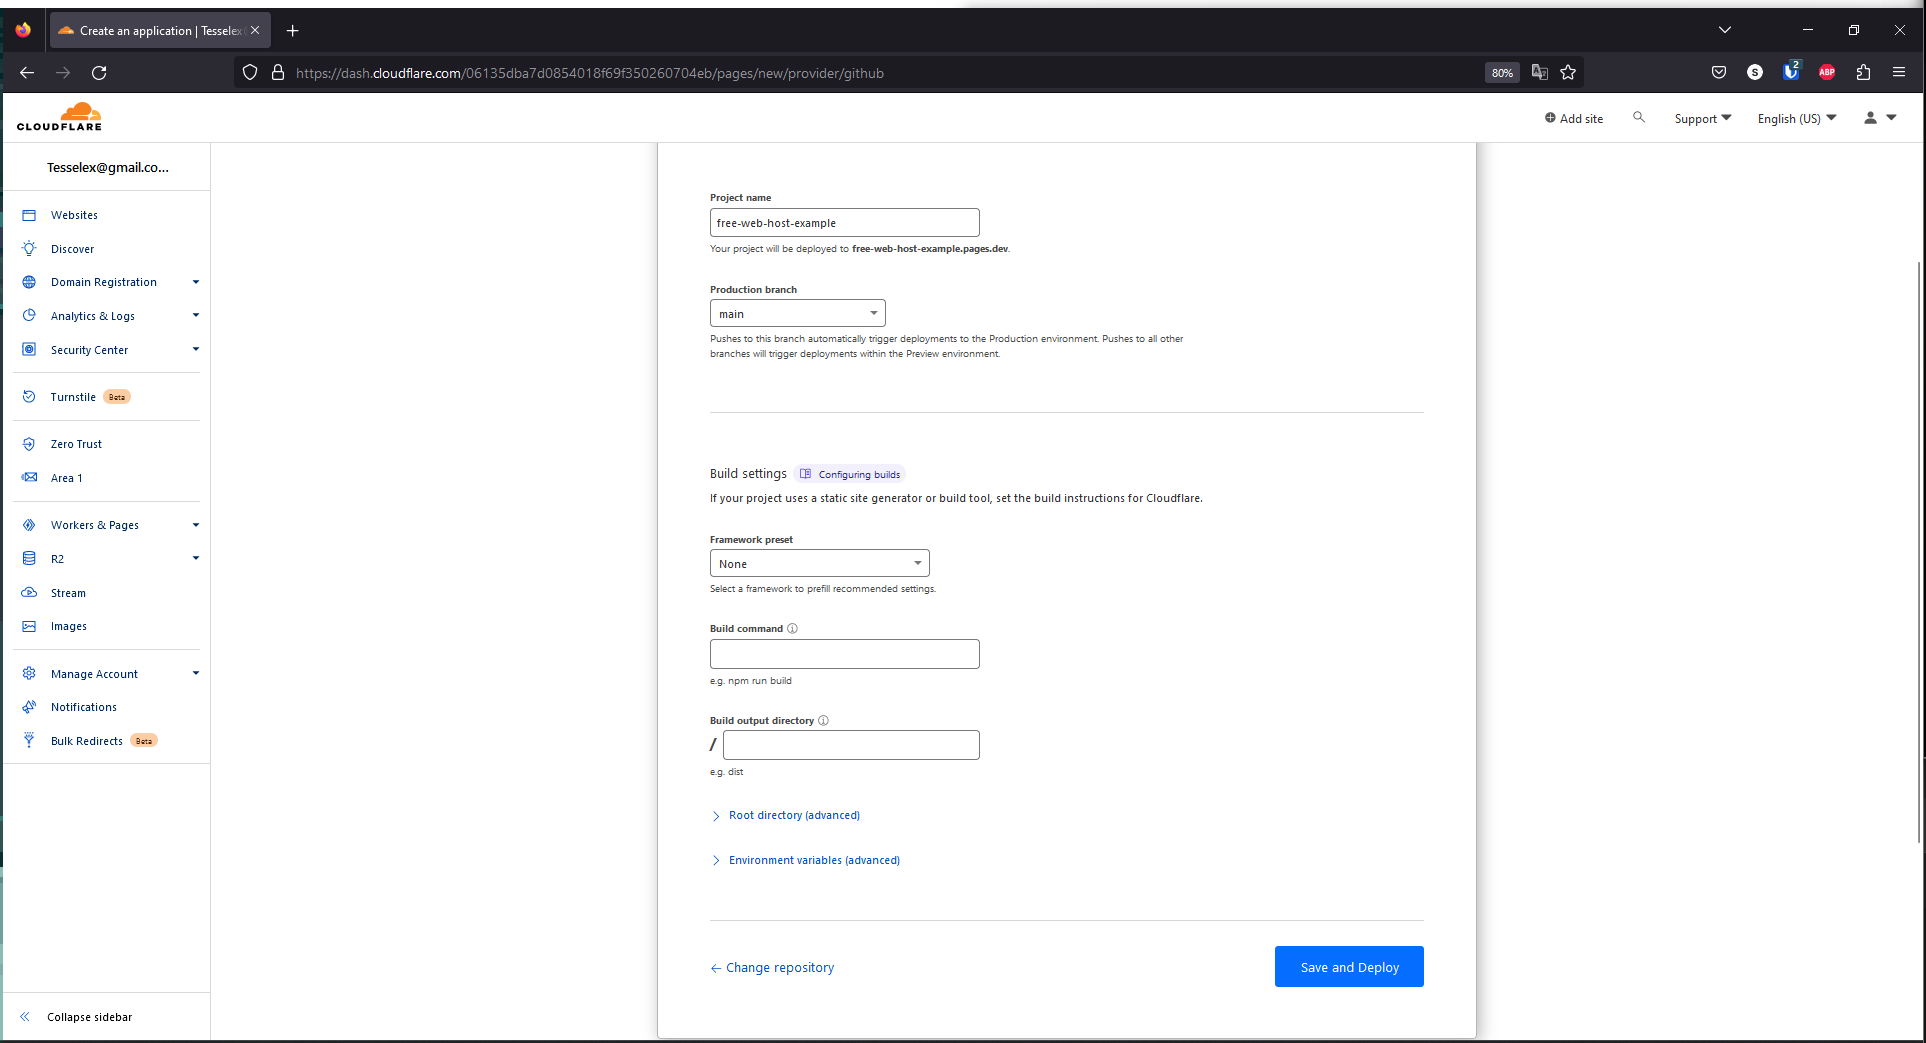 Create an application | Tesselex
https://dash.cloudflare.com/06135dba7d0854018f69f350260704eb/pages/new/provider/github
80%
S
2
ABP
CLOUDFLARE
Add site
Support
English (US)
Tesselex@gmail.co...
Websites
Discover
Domain Registration
Analytics & Logs
Security Center
Turnstile Beta
Zero Trust
Area 1
Workers & Pages
R2
Stream
Images
Manage Account
Notifications
Bulk Redirects Beta
Collapse sidebar
Project name
free-web-host-example
Your project will be deployed to free-web-host-example.pages.dev.
Production branch
main
Pushes to this branch automatically trigger deployments to the Production environment. Pushes to all other
branches will trigger deployments within the Preview environment.
Build settings Configuring builds
If your project uses a static site generator or build tool, set the build instructions for Cloudflare.
Framework preset
None
Select a framework to prefill recommended settings.
Build command
e.g. npm run build
Build output directory
/
e.g. dist
Root directory (advanced)
Environment variables (advanced)
← Change repository
Save and Deploy